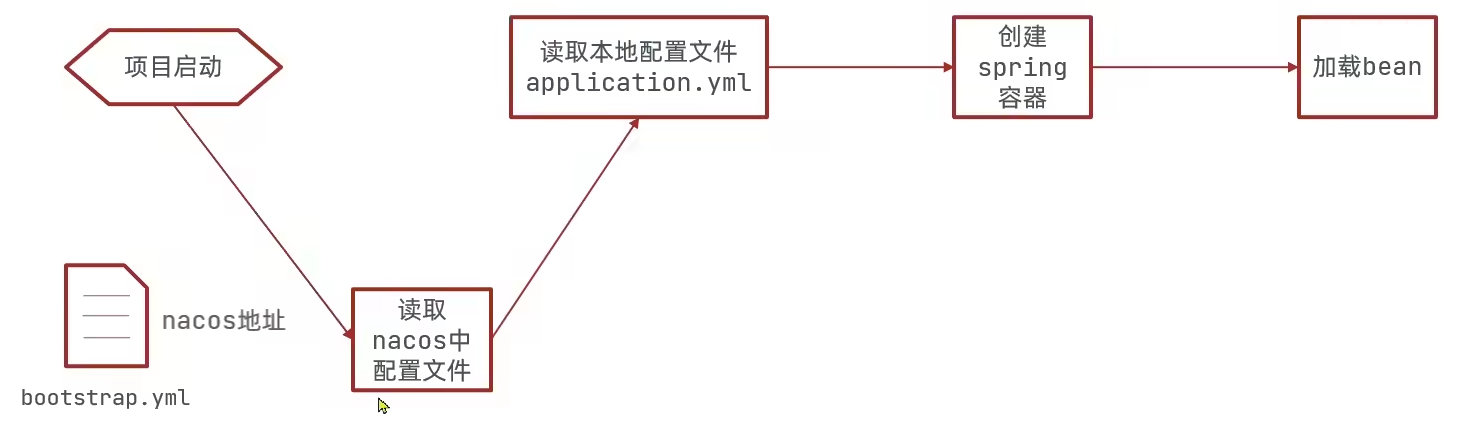 项目启动
读取本地配置文件
application.yml
创建
spring
容器
加载bean
nacos地址
bootstrap.yml
读取
nacos中
配置文件